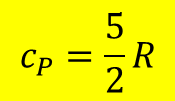 c_P = 5/2 R